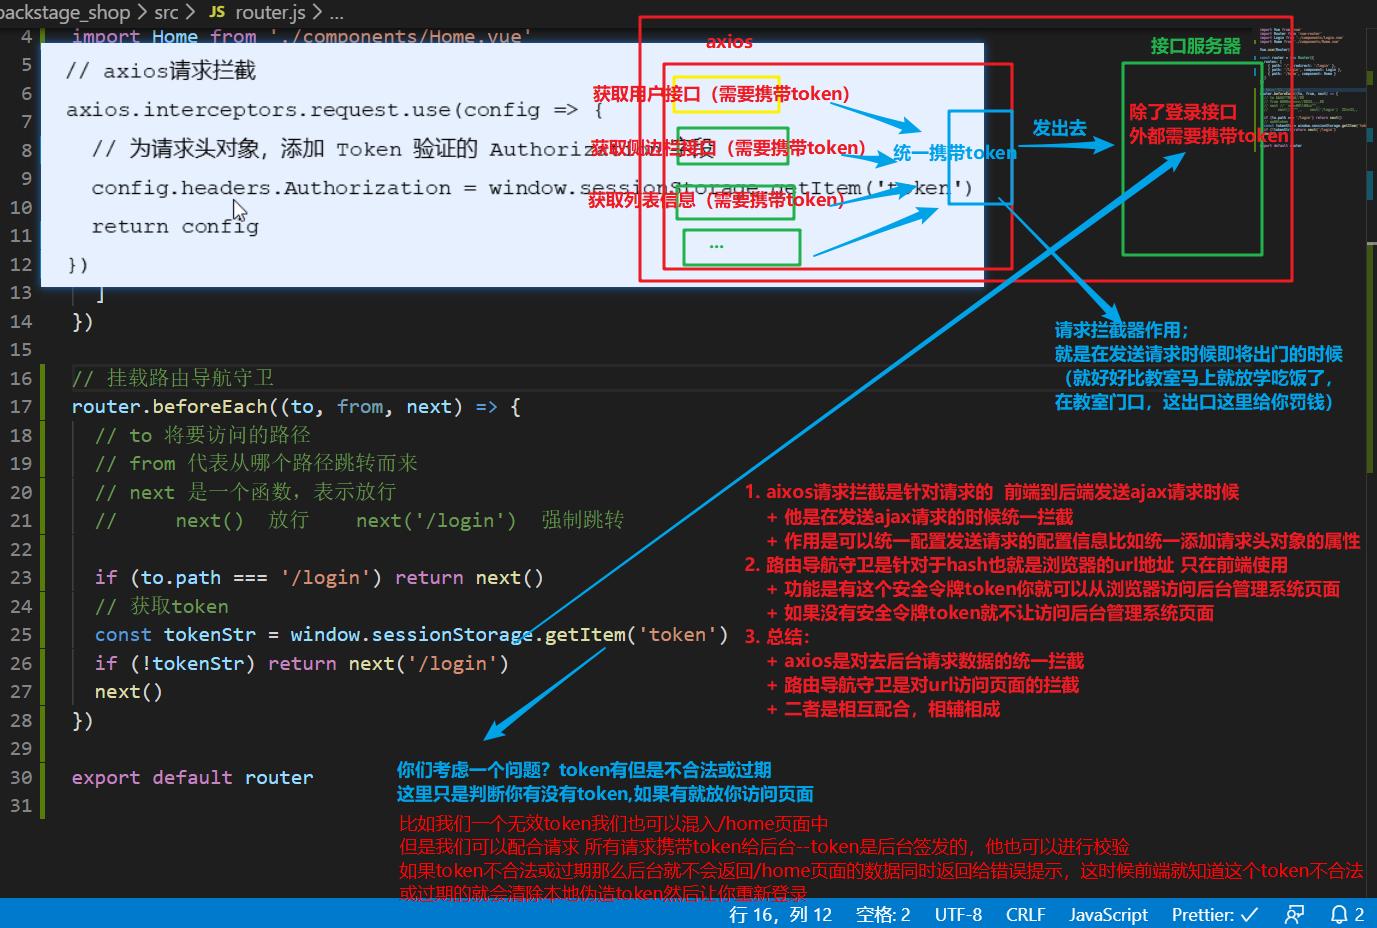 backstage_shop > src > JS router.js > ...
4 import Home from './components/Home.vue'
5 // axios请求拦截
6 axios.interceptors.request.use(config => {
7
8 // 为请求头对象，添加 Token 验证的 Authorization 字段
9 config.headers.Authorization = window.sessionStorage.getItem('token')
10
11 return config
12 })
13 ]
14 })
15
16 // 挂载路由导航守卫
17 router.beforeEach((to, from, next) => {
18 // to 将要访问的路径
19 // from 代表从哪个路径跳转而来
20 // next 是一个函数，表示放行
21 // next() 放行 next('/login') 强制跳转
22
23 if (to.path === '/login') return next()
24 // 获取token
25 const tokenStr = window.sessionStorage.getItem('token')
26 if (!tokenStr) return next('/login')
27 next()
28 })
29
30 export default router
31
axios
获取用户接口（需要携带token）
获取侧边栏接口（需要携带token）
获取列表信息（需要携带token）
...
统一携带token
发出去
接口服务器
除了登录接口
外都需要携带token
请求拦截器作用；
就是在发送请求时候即将出门的时候
（就好好比教室马上就放学吃饭了，
在教室门口，这出口这里给你罚钱）
1. aixos请求拦截是针对请求的 前端到后端发送ajax请求时候
+ 他是在发送ajax请求的时候统一拦截
+ 作用是可以统一配置发送请求的配置信息比如统一添加请求头对象的属性
2. 路由导航守卫是针对于hash也就是浏览器的url地址 只在前端使用
+ 功能是有这个安全令牌token你就可以从浏览器访问后台管理系统页面
+ 如果没有安全令牌token就不让访问后台管理系统页面
3. 总结：
+ axios是对去后台请求数据的统一拦截
+ 路由导航守卫是对url访问页面的拦截
+ 二者是相互配合，相辅相成
你们考虑一个问题？token有但是不合法或过期
这里只是判断你有没有token,如果有就放你访问页面
比如我们一个无效token我们也可以混入/home页面中
但是我们可以配合请求 所有请求携带token给后台--token是后台签发的，他也可以进行校验
如果token不合法或过期那么后台就不会返回/home页面的数据同时返回给错误提示，这时候前端就知道这个token不合法
或过期的就会清除本地伪造token然后让你重新登录
行 16，列 12 空格: 2 UTF-8 CRLF JavaScript Prettier: ✓ 2